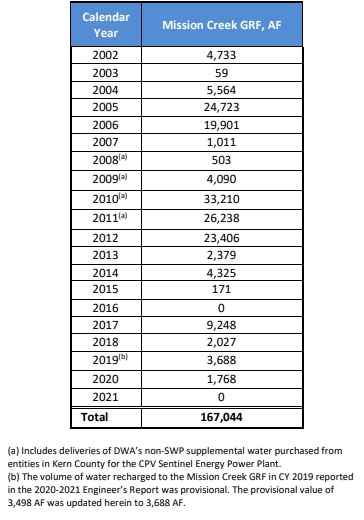 Calendar Year Mission Creek GRF, AF
2002 4,733
2003 59
2004 5,564
2005 24,723
2006 19,901
2007 1,011
2008(a) 503
2009(a) 4,090
2010(a) 33,210
2011(a) 26,238
2012 23,406
2013 2,379
2014 4,325
2015 171
2016 0
2017 9,248
2018 2,027
2019(b) 3,688
2020 1,768
2021 0
Total 167,044
(a) Includes deliveries of DWA's non-SWP supplemental water purchased from
entities in Kern County for the CPV Sentinel Energy Power Plant.
(b) The volume of water recharged to the Mission Creek GRF in CY 2019 reported
in the 2020-2021 Engineer's Report was provisional. The provisional value of
3,498 AF was updated herein to 3,688 AF.